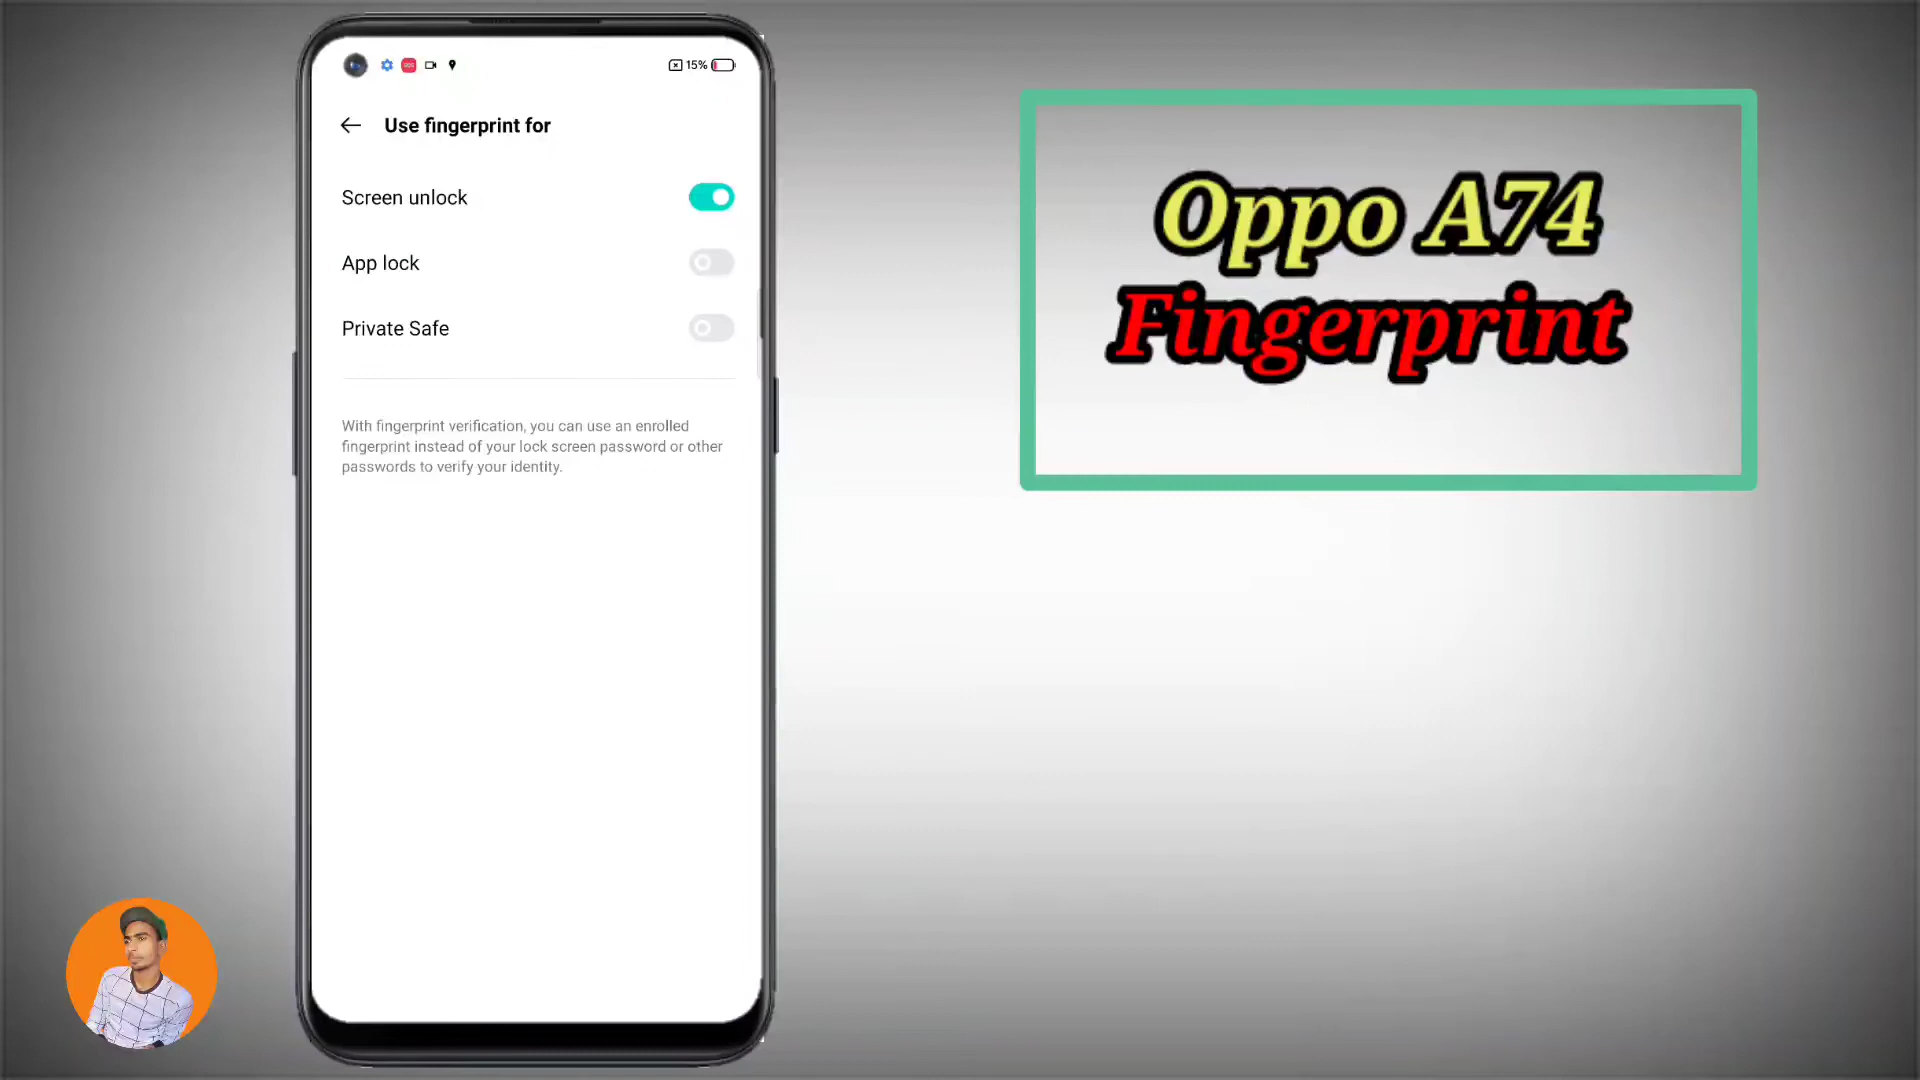 15%
Use fingerprint for
Screen unlock
App lock
Private Safe
With fingerprint verification, you can use an enrolled
fingerprint instead of your lock screen password or other
passwords to verify your identity.
Oppo A74
Fingerprint